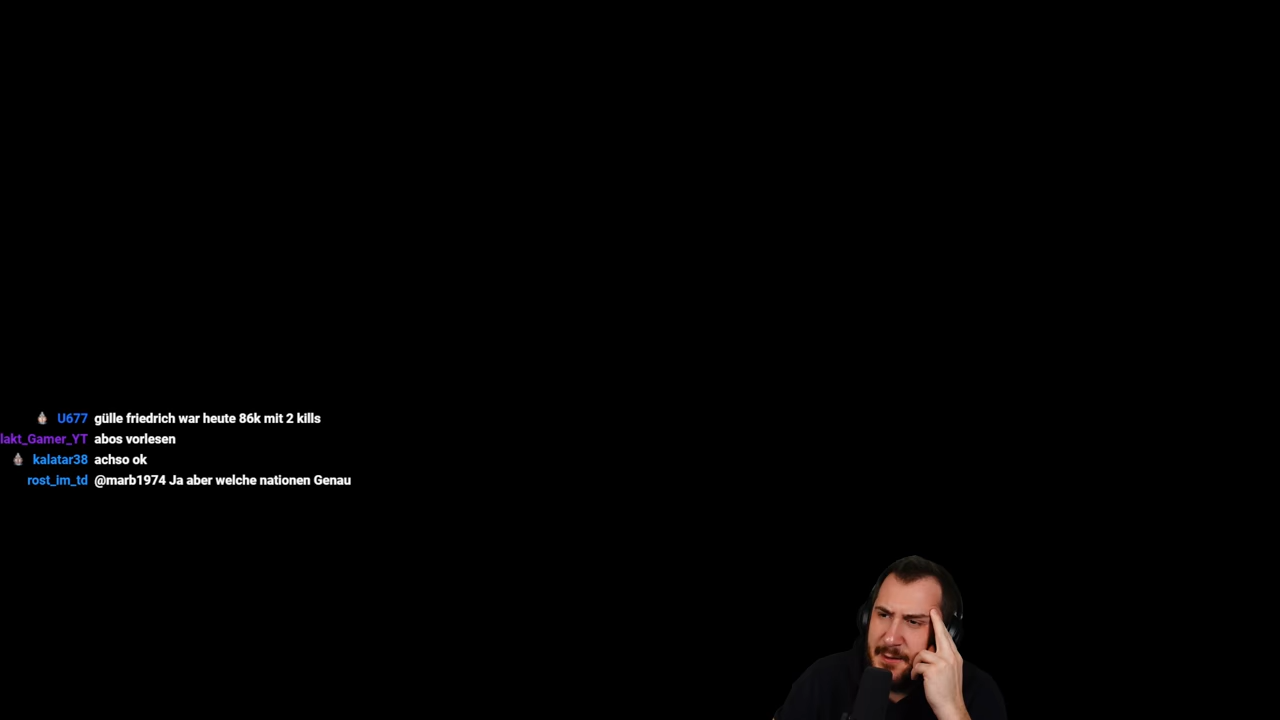 U677 gülle friedrich war heute 86k mit 2 kills
lakt_Gamer_YT abos vorlesen
kalatar38 achso ok
rost_im_td @marb1974 Ja aber welche nationen Genau